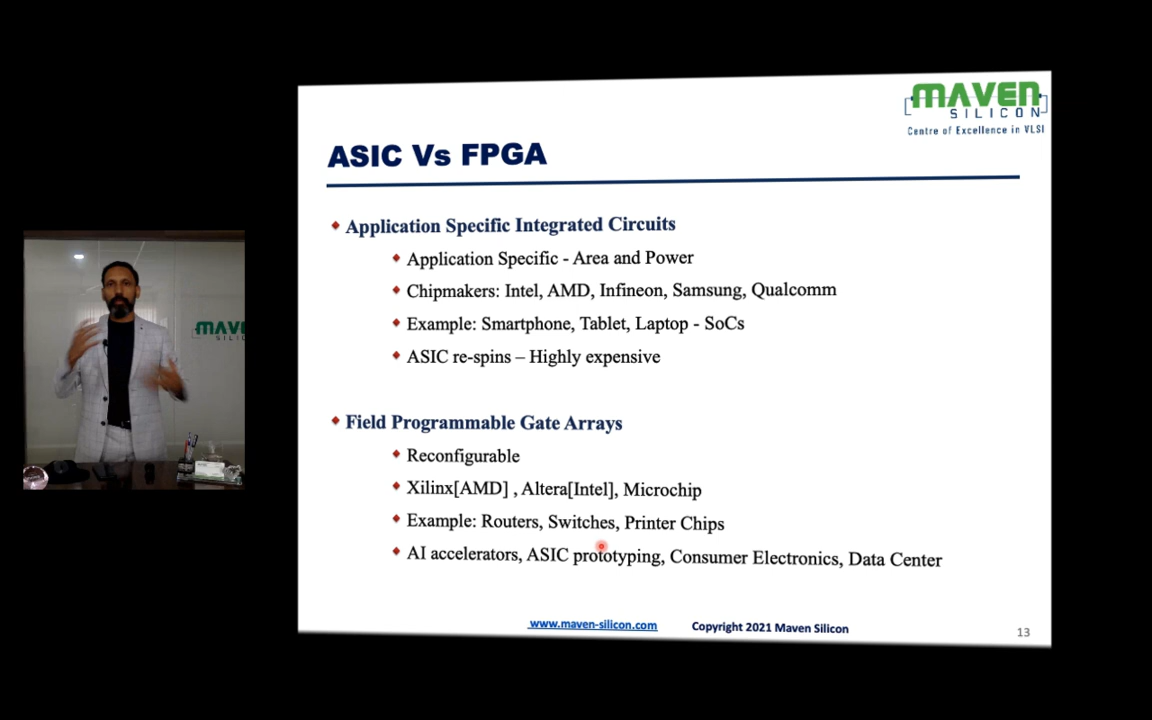 MAVEN
SILICON
Centre of Excellence in VLSI
ASIC Vs FPGA
Application Specific Integrated Circuits
Application Specific - Area and Power
Chipmakers: Intel, AMD, Infineon, Samsung, Qualcomm
Example: Smartphone, Tablet, Laptop - SoCs
ASIC re-spins – Highly expensive
MAVE
SILIC
Field Programmable Gate Arrays
Reconfigurable
Xilinx[AMD] , Altera[Intel], Microchip
Example: Routers, Switches, Printer Chips
AI accelerators, ASIC prototyping, Consumer Electronics, Data Center
www.maven-silicon.com
Copyright 2021 Maven Silicon
13